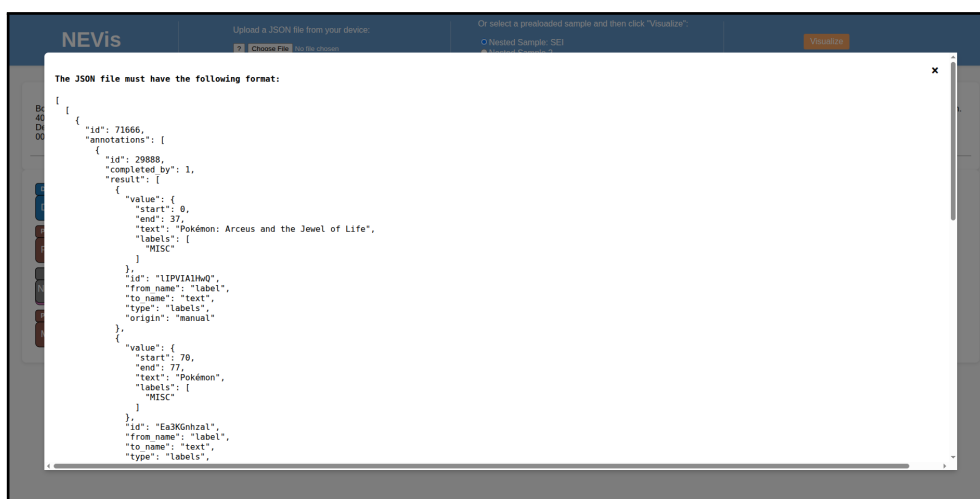 NEVis
Upload a JSON file from your device:
? Choose File No file chosen
Or select a preloaded sample and then click "Visualize":
Nested Sample: SEI
Visualize
×
The JSON file must have the following format:
[
[
{
"id": 71666,
"annotations": [
{
"id": 29888,
"completed_by": 1,
"result": [
{
"value": {
"start": 0,
"end": 37,
"text": "Pokémon: Arceus and the Jewel of Life",
"labels": [
"MISC"
]
},
"id": "lIPVIA1HwQ",
"from_name": "label",
"to_name": "text",
"type": "labels",
"origin": "manual"
},
{
"value": {
"start": 70,
"end": 77,
"text": "Pokémon",
"labels": [
"MISC"
]
},
"id": "Ea3KGnhzal",
"from_name": "label",
"to_name": "text",
"type": "labels",